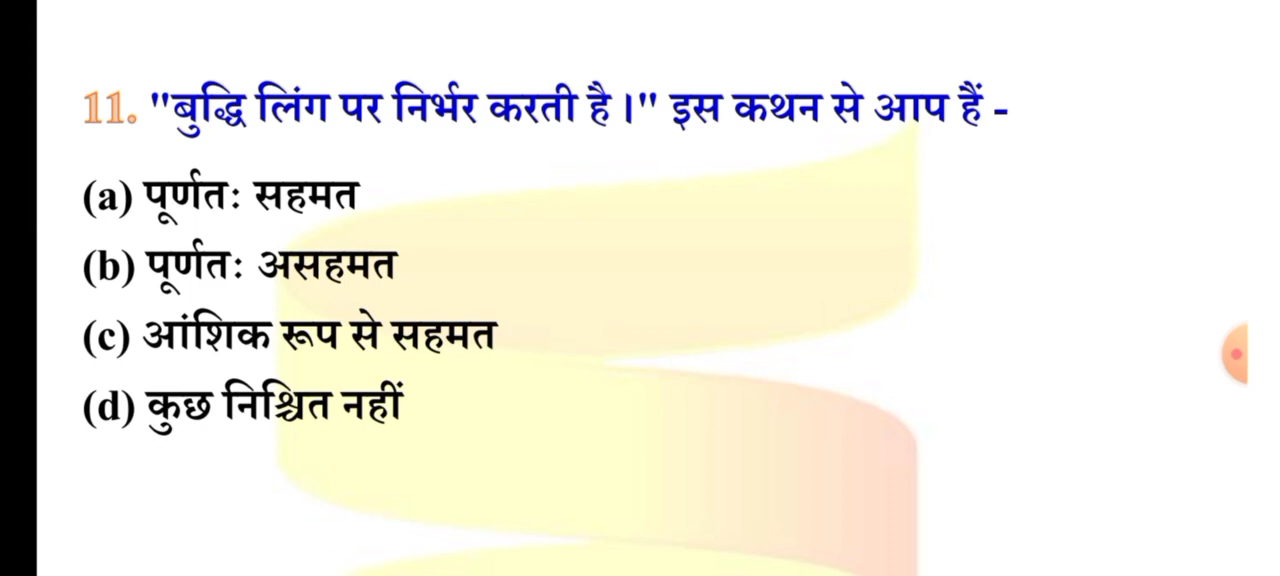 11. "बुद्धि लिंग पर निर्भर करती है।" इस कथन से आप हैं -
(a) पूर्णतः सहमत
(b) पूर्णतः असहमत
(c) आंशिक रूप से सहमत
(d) कुछ निश्चित नहीं